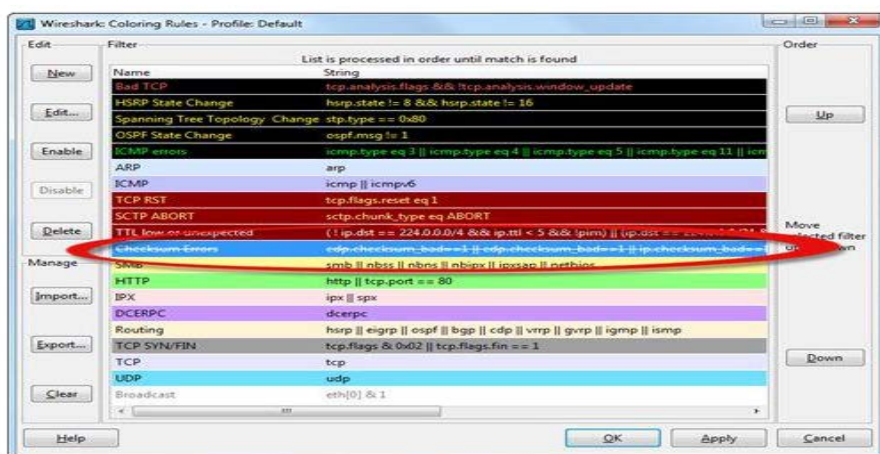 Wireshark: Coloring Rules - Profile: Default
Edit
Filter
Order
List is processed in order until match is found
New
Name String
Bad TCP tcp.analysis.flags && !tcp.analysis.window_update
HSRP State Change hsrp.state != 8 && hsrp.state != 16
Edit...
Spanning Tree Topology Change stp.type == 0x80
Up
OSPF State Change ospf.msg != 1
Enable
ICMP errors icmp.type eq 3 || icmp.type eq 4 || icmp.type eq 5 || icmp.type eq 11 || icm
ARP arp
Disable
ICMP icmp || icmpv6
TCP RST tcp.flags.reset eq 1
SCTP ABORT sctp.chunk_type eq ABORT
Delete
TTL low or unexpected ( ! ip.dst == 224.0.0.0/4 && ip.ttl < 5 && !pim) || (ip.dst ==
Move
selected filter
Checksum Errors cdp.checksum_bad==1 || edp.checksum_bad==1 || ip.checksum_bad==1
Manage
SMB smb || nbss || nbns || nbipx || ipxsap || netbios
HTTP http || tcp.port == 80
Import...
IPX ipx || spx
DCERPC dcerpc
Routing hsrp || eigrp || ospf || bgp || cdp || vrrp || gvrp || igmp || ismp
Export...
TCP SYN/FIN tcp.flags & 0x02 || tcp.flags.fin == 1
TCP tcp
Down
UDP udp
Clear
Broadcast eth[0] & 1
Help
OK
Apply
Cancel